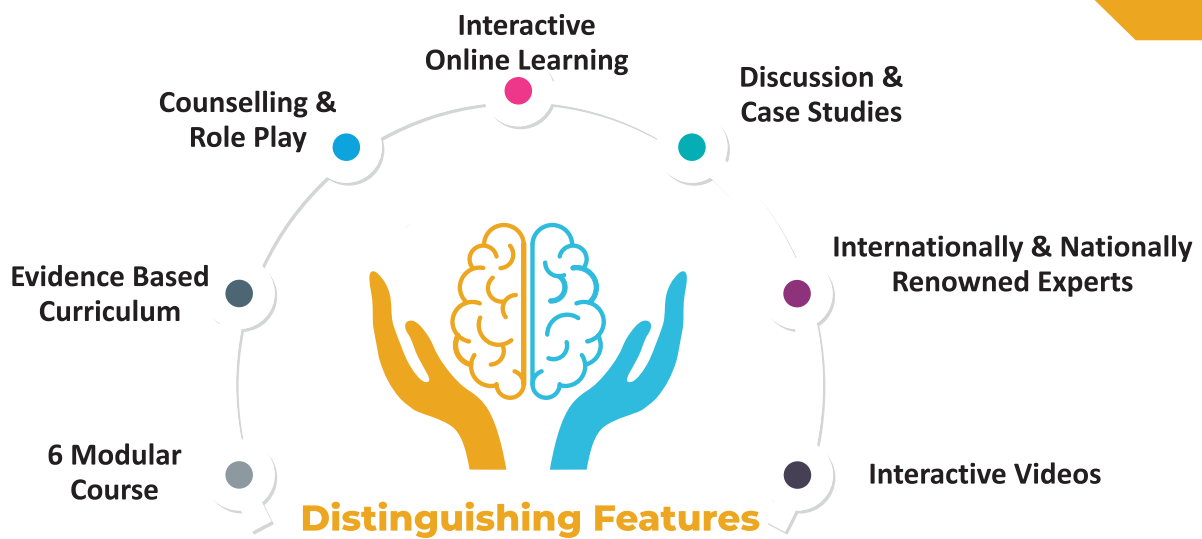 Interactive
Online Learning
Counselling &
Role Play
Discussion &
Case Studies
Evidence Based
Curriculum
Internationally & Nationally
Renowned Experts
6 Modular
Course
Interactive Videos
Distinguishing Features